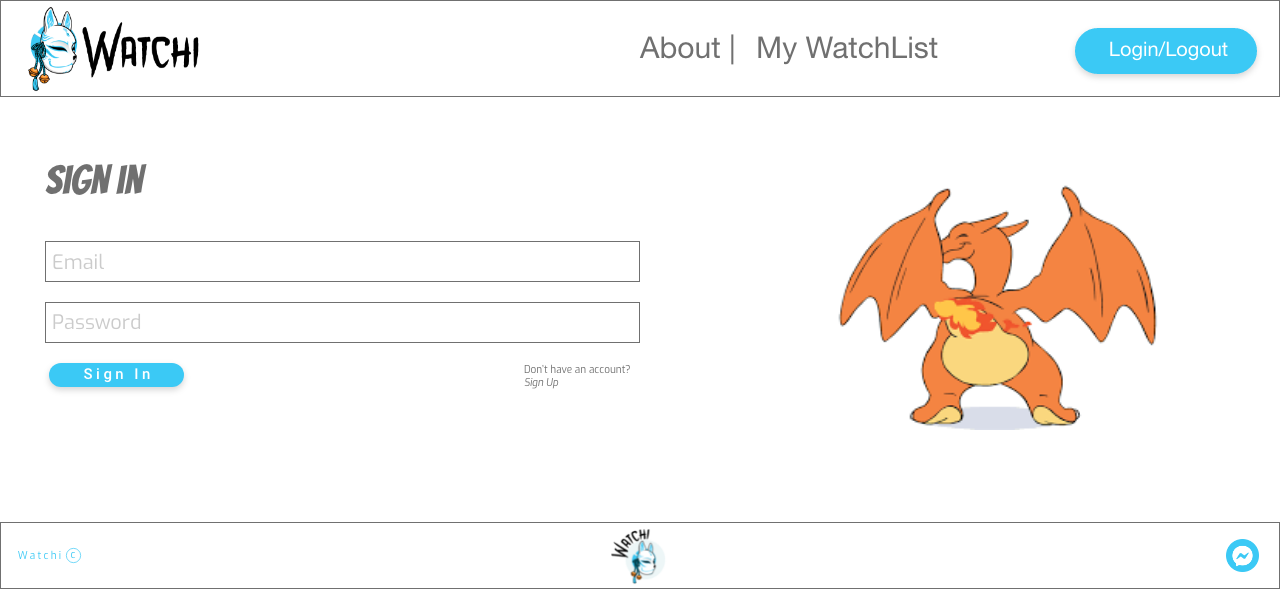 WATCHI
About | My WatchList
Login/Logout
SIGN IN
Email
Password
Sign In
Don't have an account?
Sign Up
Watchi ©
WATCHI